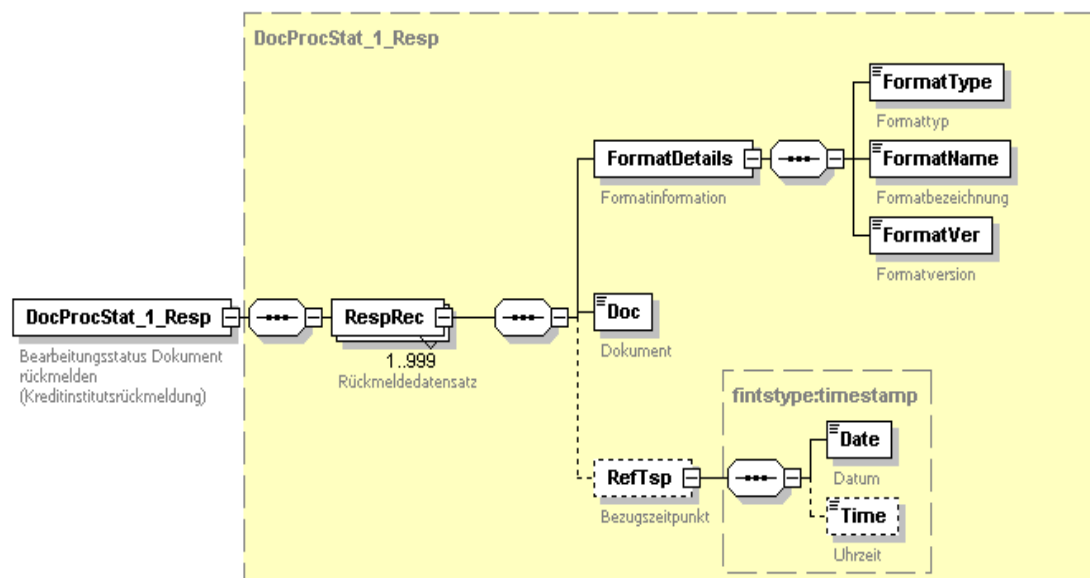 DocProcStat_1_Resp
FormatType
Formattyp
FormatDetails
Formatinformation
FormatName
Formatbezeichnung
FormatVer
Formatversion
DocProcStat_1_Resp
Bearbeitungsstatus Dokument
rückmelden
(Kreditinstitutsrückmeldung)
RespRec
1..999
Rückmeldedatensatz
Doc
Dokument
fintstype:timestamp
RefTsp
Bezugszeitpunkt
Date
Datum
Time
Uhrzeit